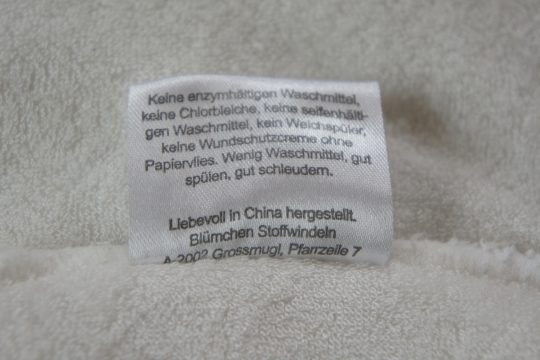 Keine enzymhältigen Waschmittel,
keine Chlorbleiche, keine seifenhälti-
gen Waschmittel, kein Weichspüler,
keine Wundschutzcreme ohne
Papiervlies. Wenig Waschmittel, gut
spülen, gut schleudern.
Liebevoll in China hergestellt.
Blümchen Stoffwindeln
A-2002 Grossmugl, Pfarrzeile 7